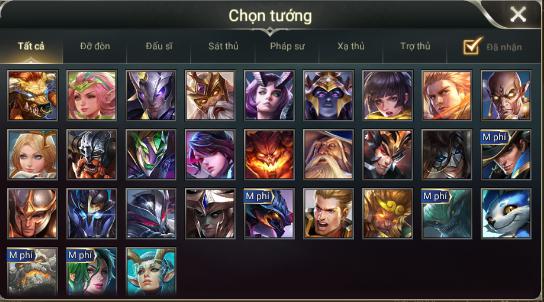 Chọn tướng
Tất cả Đỡ đòn Đấu sĩ Sát thủ Pháp sư Xạ thủ Trợ thủ Đã nhận
M phí
M phí M phí
M phí M phí